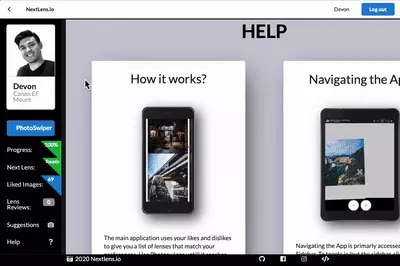 NextLens.io
Devon
Log out
HELP
Devon
Canon EF
Mount
PhotoSwiper
Progress:
100%
Next Lens:
Ready
Liked Images:
69
Lens
Reviews:
0
Suggestions
Help
?
2020 Nextlens.io
How it works?
The main application uses your likes and dislikes
to give you a list of lenses that match your
Navigating the Ap
Navigating the App is primarly accessed